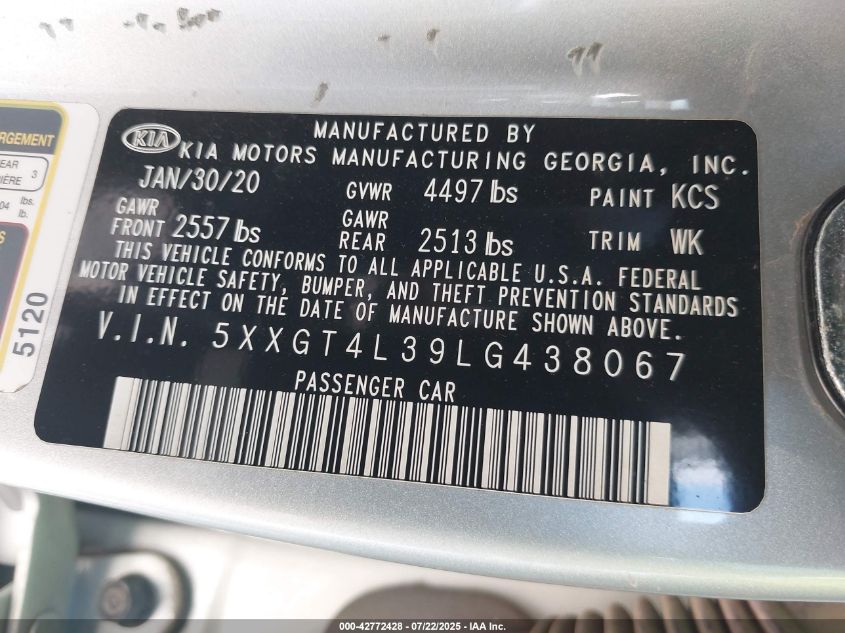 MANUFACTURED BY
KIA KIA MOTORS MANUFACTURING GEORGIA, INC.
JAN/30/20 GVWR 4497 lbs PAINT KCS
GAWR FRONT 2557 lbs GAWR REAR 2513 lbs TRIM WK
THIS VEHICLE CONFORMS TO ALL APPLICABLE U.S.A. FEDERAL
MOTOR VEHICLE SAFETY, BUMPER, AND THEFT PREVENTION STANDARDS
IN EFFECT ON THE DATE OF MANUFACTURE SHOWN ABOVE.
V.I.N. 5XXGT4L39LG438067
PASSENGER CAR
3
lbs.
lb.
5120
000-42772428 - 07/22/2025 - IAA Inc.